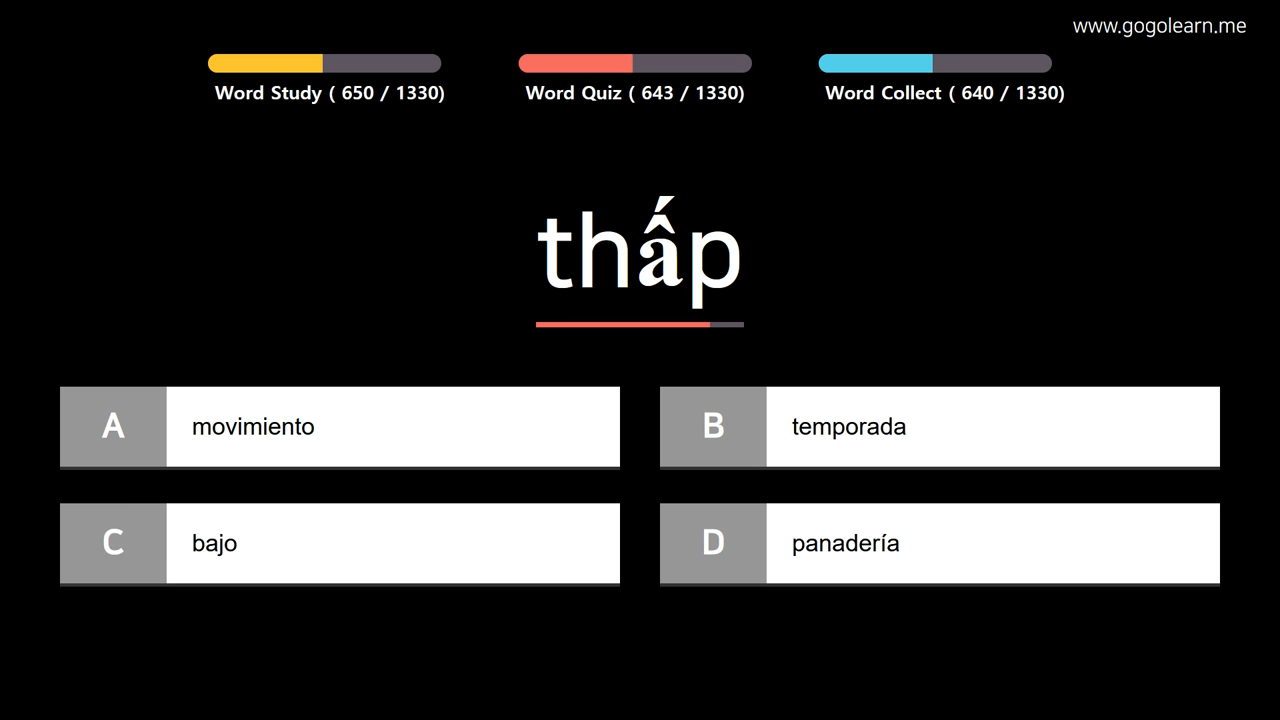 www.gogolearn.me
Word Study ( 650 / 1330)
Word Quiz ( 643 / 1330)
Word Collect ( 640 / 1330)
thấp
A movimiento
B temporada
C bajo
D panadería